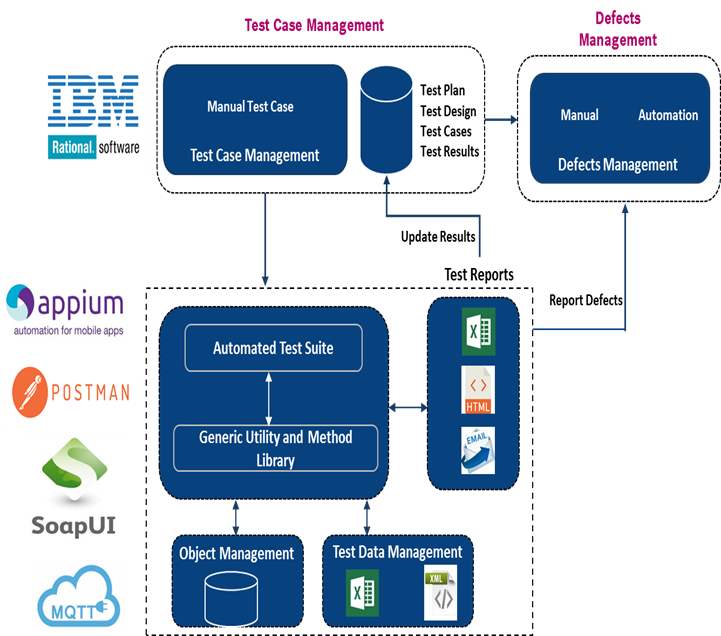 Test Case Management
Defects
Management
IBM
Rational. software
Manual Test Case
Test Case Management
Test Plan
Test Design
Test Cases
Test Results
Manual
Automation
Defects Management
Update Results
Test Reports
Report Defects
appium
automation for mobile apps
POSTMAN
SoapUI
MQTT
Automated Test Suite
Generic Utility and Method
Library
X
HTML
EMAIL
Object Management
Test Data Management
X
XML